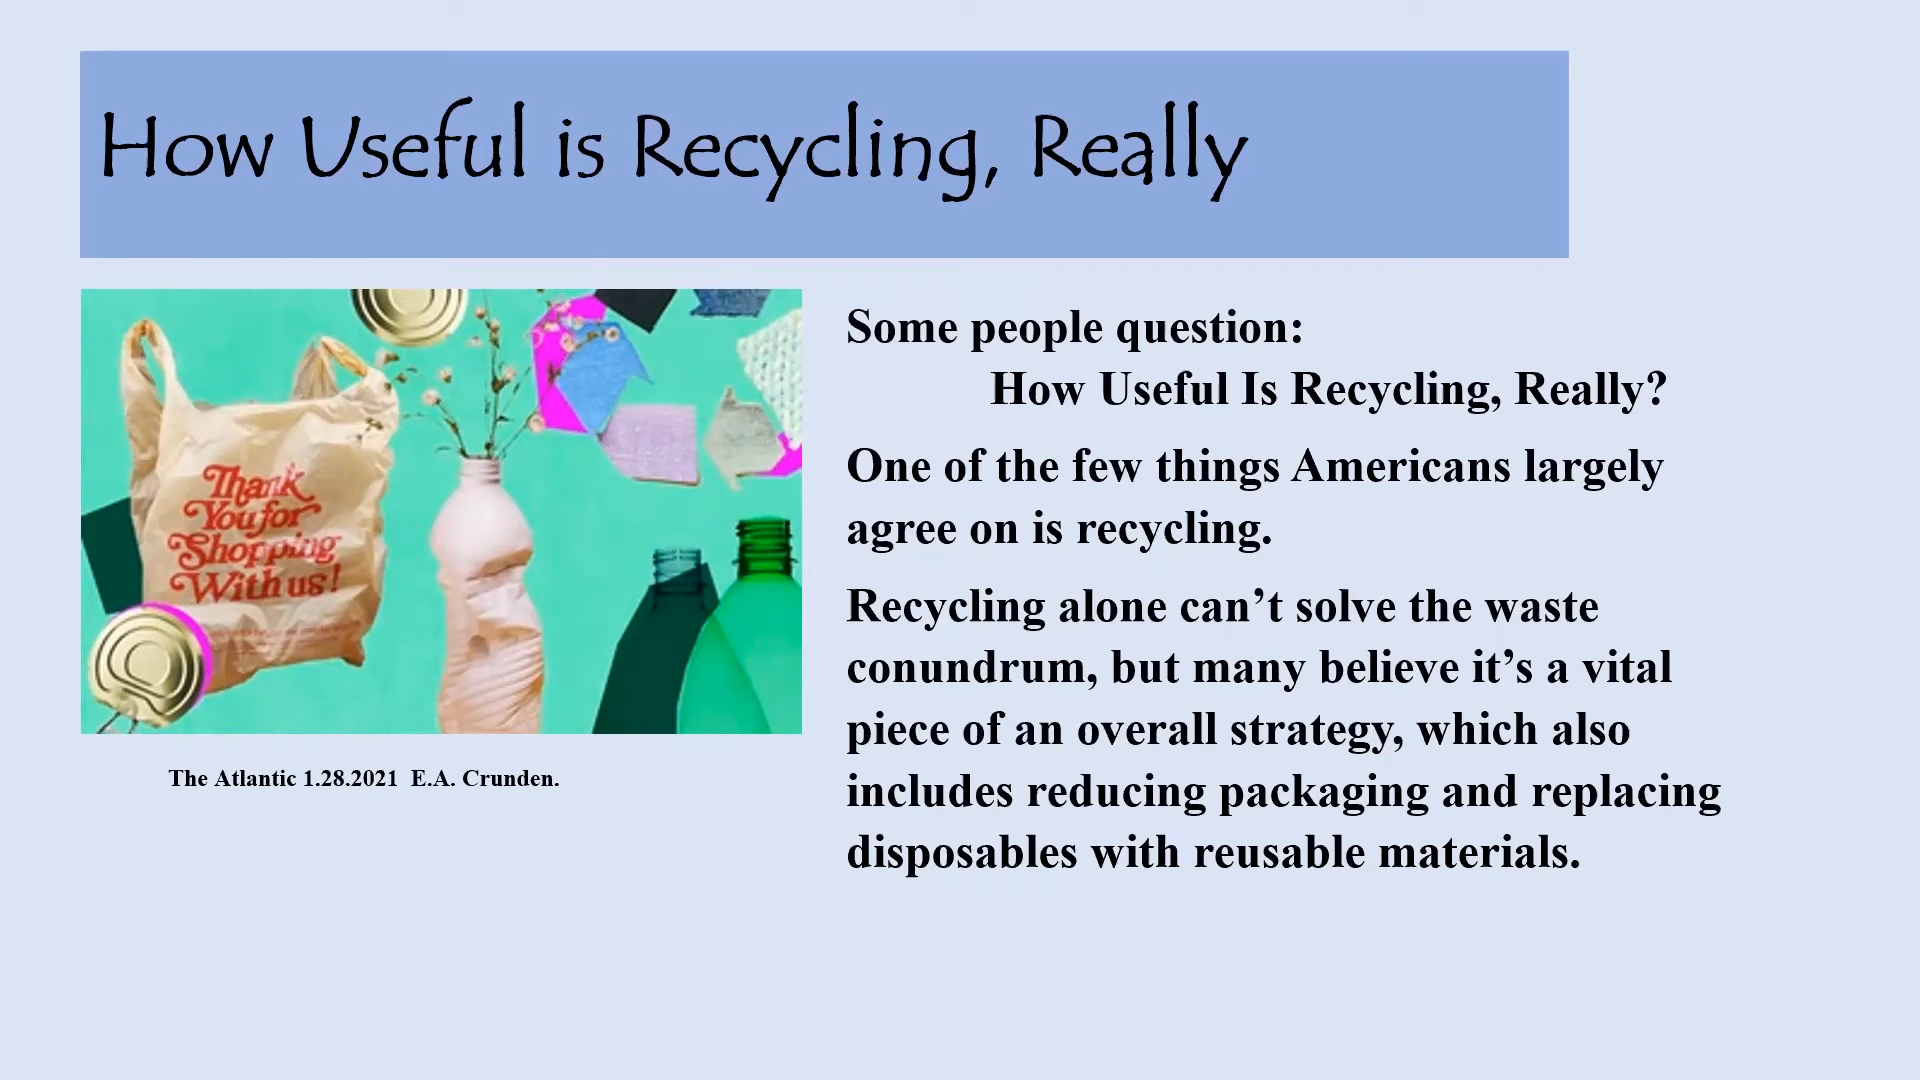 How Useful is Recycling, Really
Thank
You for
Shopping
With us!
The Atlantic 1.28.2021 E.A. Crunden.
Some people question:
How Useful Is Recycling, Really?
One of the few things Americans largely
agree on is recycling.
Recycling alone can’t solve the waste
conundrum, but many believe it’s a vital
piece of an overall strategy, which also
includes reducing packaging and replacing
disposables with reusable materials.